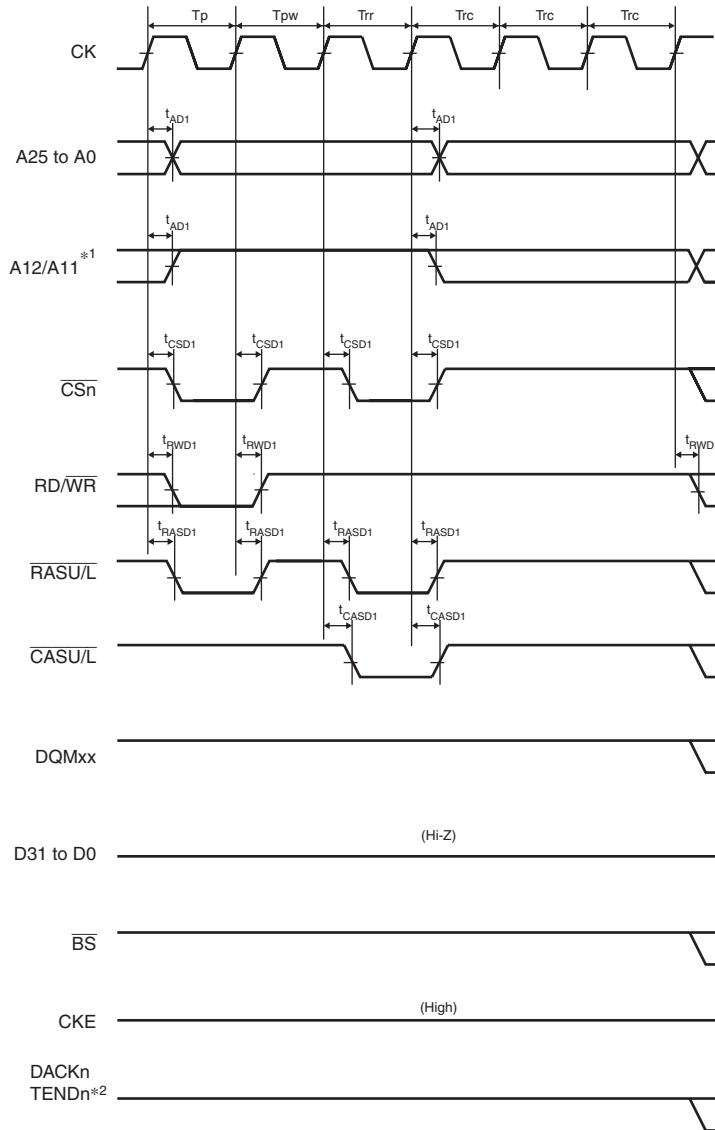 Tp Tpw Trr Trc Trc Trc
CK
tAD1 tAD1
A25 to A0
tAD1 tAD1
A12/A11*1
tCSD1 tCSD1 tCSD1 tCSD1
CSn
tRWD1 tRWD1 tRWD
RD/WR
tRASD1 tRASD1 tRASD1 tRASD1
RASU/L
tCASD1 tCASD1
CASU/L
DQMxx
(Hi-Z)
D31 to D0
BS
(High)
CKE
DACKn
TENDn*2